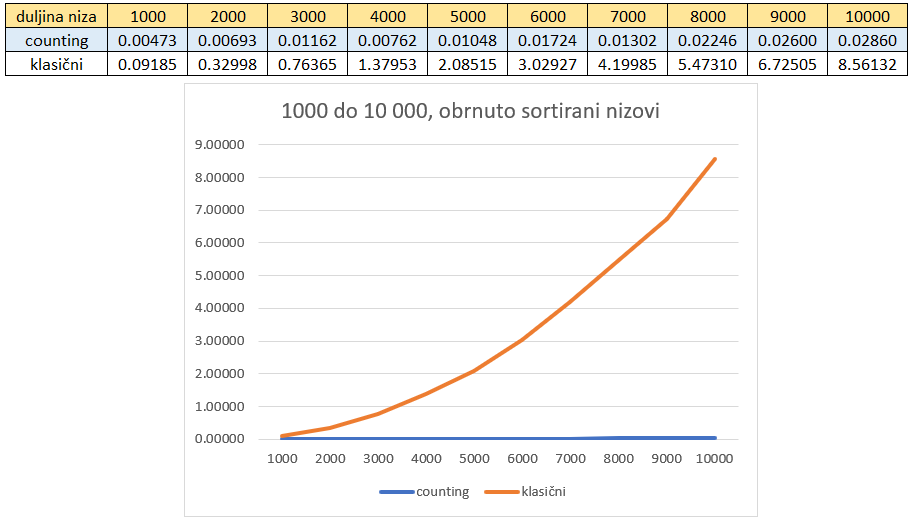 duljina niza 1000 2000 3000 4000 5000 6000 7000 8000 9000 10000
counting 0.00473 0.00693 0.01162 0.00762 0.01048 0.01724 0.01302 0.02246 0.02600 0.02860
klasični 0.09185 0.32998 0.76365 1.37953 2.08515 3.02927 4.19985 5.47310 6.72505 8.56132
1000 do 10 000, obrnuto sortirani nizovi
9.00000
8.00000
7.00000
6.00000
5.00000
4.00000
3.00000
2.00000
1.00000
0.00000
1000 2000 3000 4000 5000 6000 7000 8000 9000 10000
counting klasični